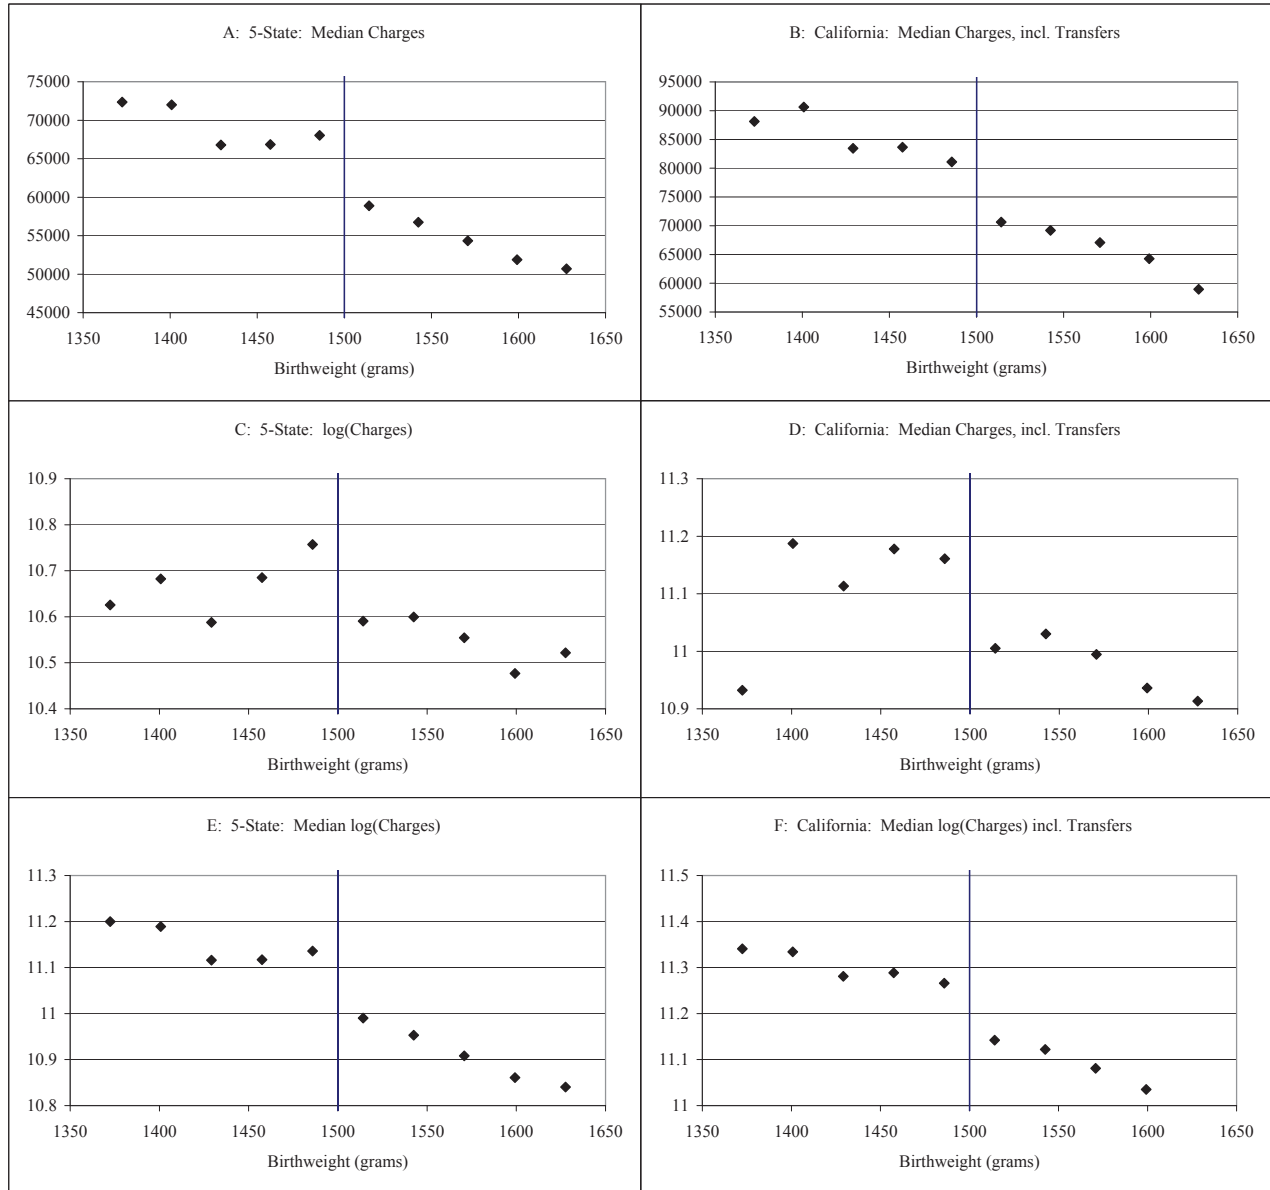 A: 5-State: Median Charges
75000
70000
65000
60000
55000
50000
45000
1350 1400 1450 1500 1550 1600 1650
Birthweight (grams)
B: California: Median Charges, incl. Transfers
95000
90000
85000
80000
75000
70000
65000
60000
55000
1350 1400 1450 1500 1550 1600 1650
Birthweight (grams)
C: 5-State: log(Charges)
10.9
10.8
10.7
10.6
10.5
10.4
1350 1400 1450 1500 1550 1600 1650
Birthweight (grams)
D: California: Median Charges, incl. Transfers
11.3
11.2
11.1
11
10.9
1350 1400 1450 1500 1550 1600 1650
Birthweight (grams)
E: 5-State: Median log(Charges)
11.3
11.2
11.1
11
10.9
10.8
1350 1400 1450 1500 1550 1600 1650
Birthweight (grams)
F: California: Median log(Charges) incl. Transfers
11.5
11.4
11.3
11.2
11.1
11
1350 1400 1450 1500 1550 1600 1650
Birthweight (grams)